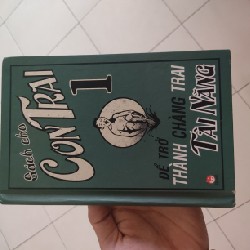 Sách cho
CON TRAI
1
ĐỂ TRỞ
THÀNH CHÀNG TRAI
TÀI NĂNG